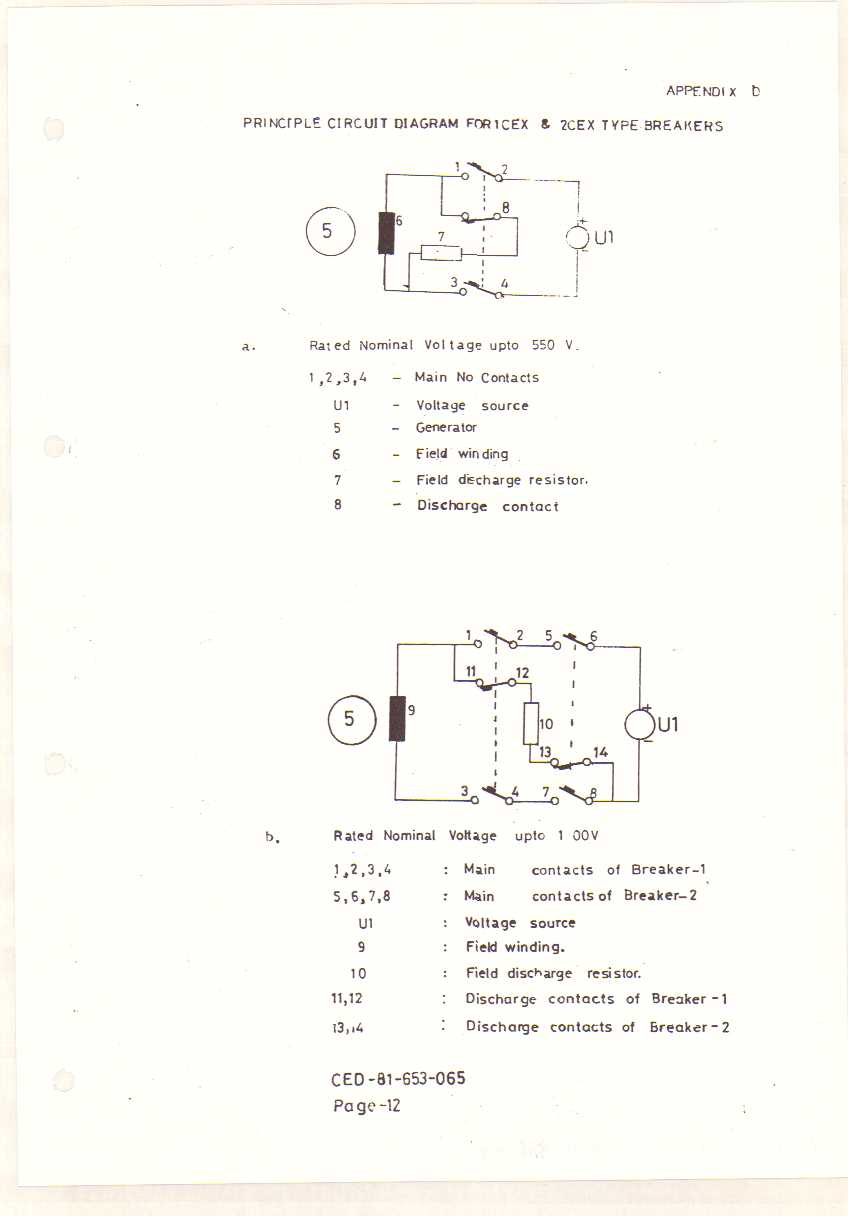 APPENDIX D
PRINCIPLE CIRCUIT DIAGRAM FOR 1CEX & 2CEX TYPE BREAKERS
1 2
8
6
5
7
+
U1
–
3 4
a. Rated Nominal Voltage upto 550 V.
1,2,3,4 – Main No Contacts
U1 – Voltage source
5 – Generator
6 – Field winding
7 – Field discharge resistor.
8 – Discharge contact
1 2 5 6
11 12
9
5
10
+
U1
–
13 14
3 4 7 8
b. Rated Nominal Voltage upto 1 00V
1,2,3,4 : Main contacts of Breaker-1
5,6,7,8 : Main contacts of Breaker-2
U1 : Voltage source
9 : Field winding.
10 : Field discharge resistor.
11,12 : Discharge contacts of Breaker-1
13,14 : Discharge contacts of Breaker-2
CED-81-653-065
Page-12